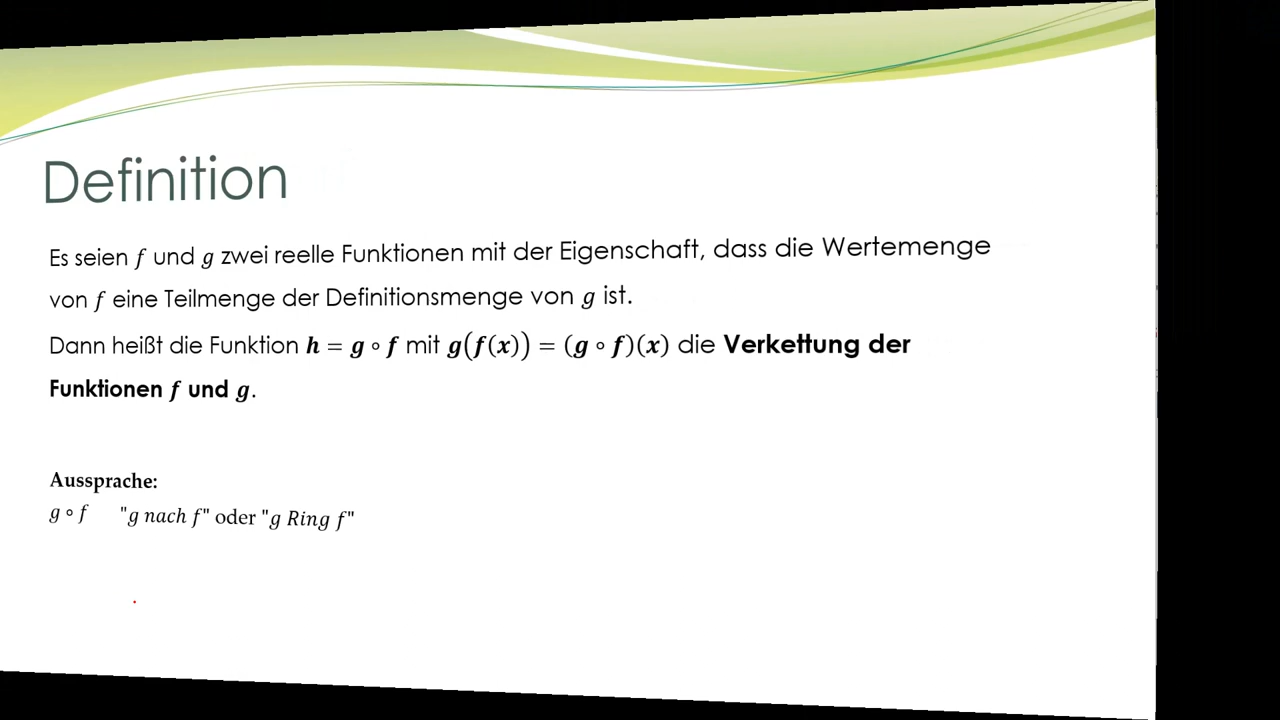 Definition
Es seien f und g zwei reelle Funktionen mit der Eigenschaft, dass die Wertemenge
von f eine Teilmenge der Definitionsmenge von g ist.
Dann heißt die Funktion h = g ∘ f mit g(f(x)) = (g ∘ f)(x) die Verkettung der
Funktionen f und g.
Aussprache:
g ∘ f "g nach f" oder "g Ring f"